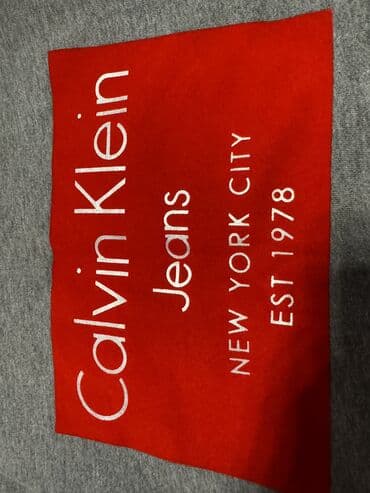 Calvin Klein
Jeans
NEW YORK CITY
EST 1978